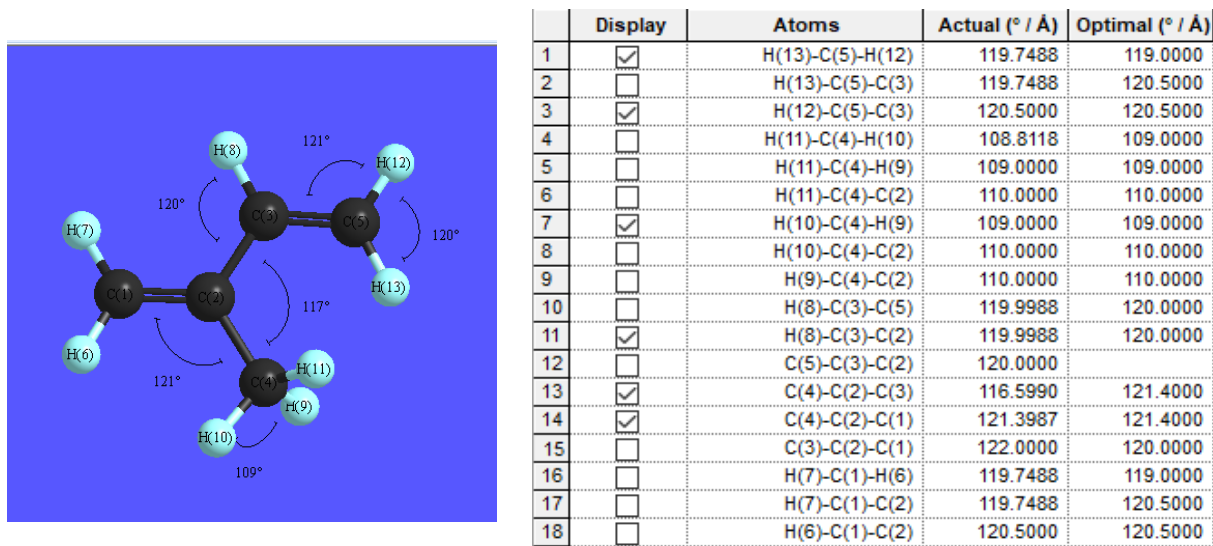 H(8)
121°
H(12)
120°
C(3)
C(5)
H(7)
120°
H(13)
C(1)
C(2)
117°
H(6)
121°
H(11)
C(4)
H(9)
H(10)
109°
Display Atoms Actual (° / Å) Optimal (° / Å)
1 H(13)-C(5)-H(12) 119.7488 119.0000
2 H(13)-C(5)-C(3) 119.7488 120.5000
3 H(12)-C(5)-C(3) 120.5000 120.5000
4 H(11)-C(4)-H(10) 108.8118 109.0000
5 H(11)-C(4)-H(9) 109.0000 109.0000
6 H(11)-C(4)-C(2) 110.0000 110.0000
7 H(10)-C(4)-H(9) 109.0000 109.0000
8 H(10)-C(4)-C(2) 110.0000 110.0000
9 H(9)-C(4)-C(2) 110.0000 110.0000
10 H(8)-C(3)-C(5) 119.9988 120.0000
11 H(8)-C(3)-C(2) 119.9988 120.0000
12 C(5)-C(3)-C(2) 120.0000
13 C(4)-C(2)-C(3) 116.5990 121.4000
14 C(4)-C(2)-C(1) 121.3987 121.4000
15 C(3)-C(2)-C(1) 122.0000 120.0000
16 H(7)-C(1)-H(6) 119.7488 119.0000
17 H(7)-C(1)-C(2) 119.7488 120.5000
18 H(6)-C(1)-C(2) 120.5000 120.5000